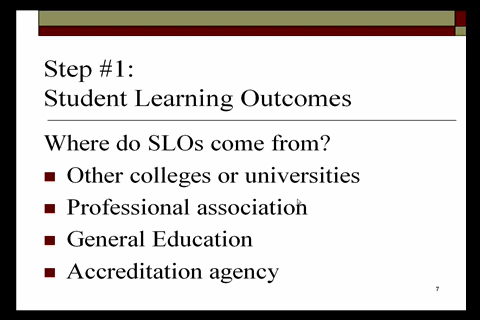 Step #1:
Student Learning Outcomes
Where do SLOs come from?
Other colleges or universities
Professional association
General Education
Accreditation agency
7